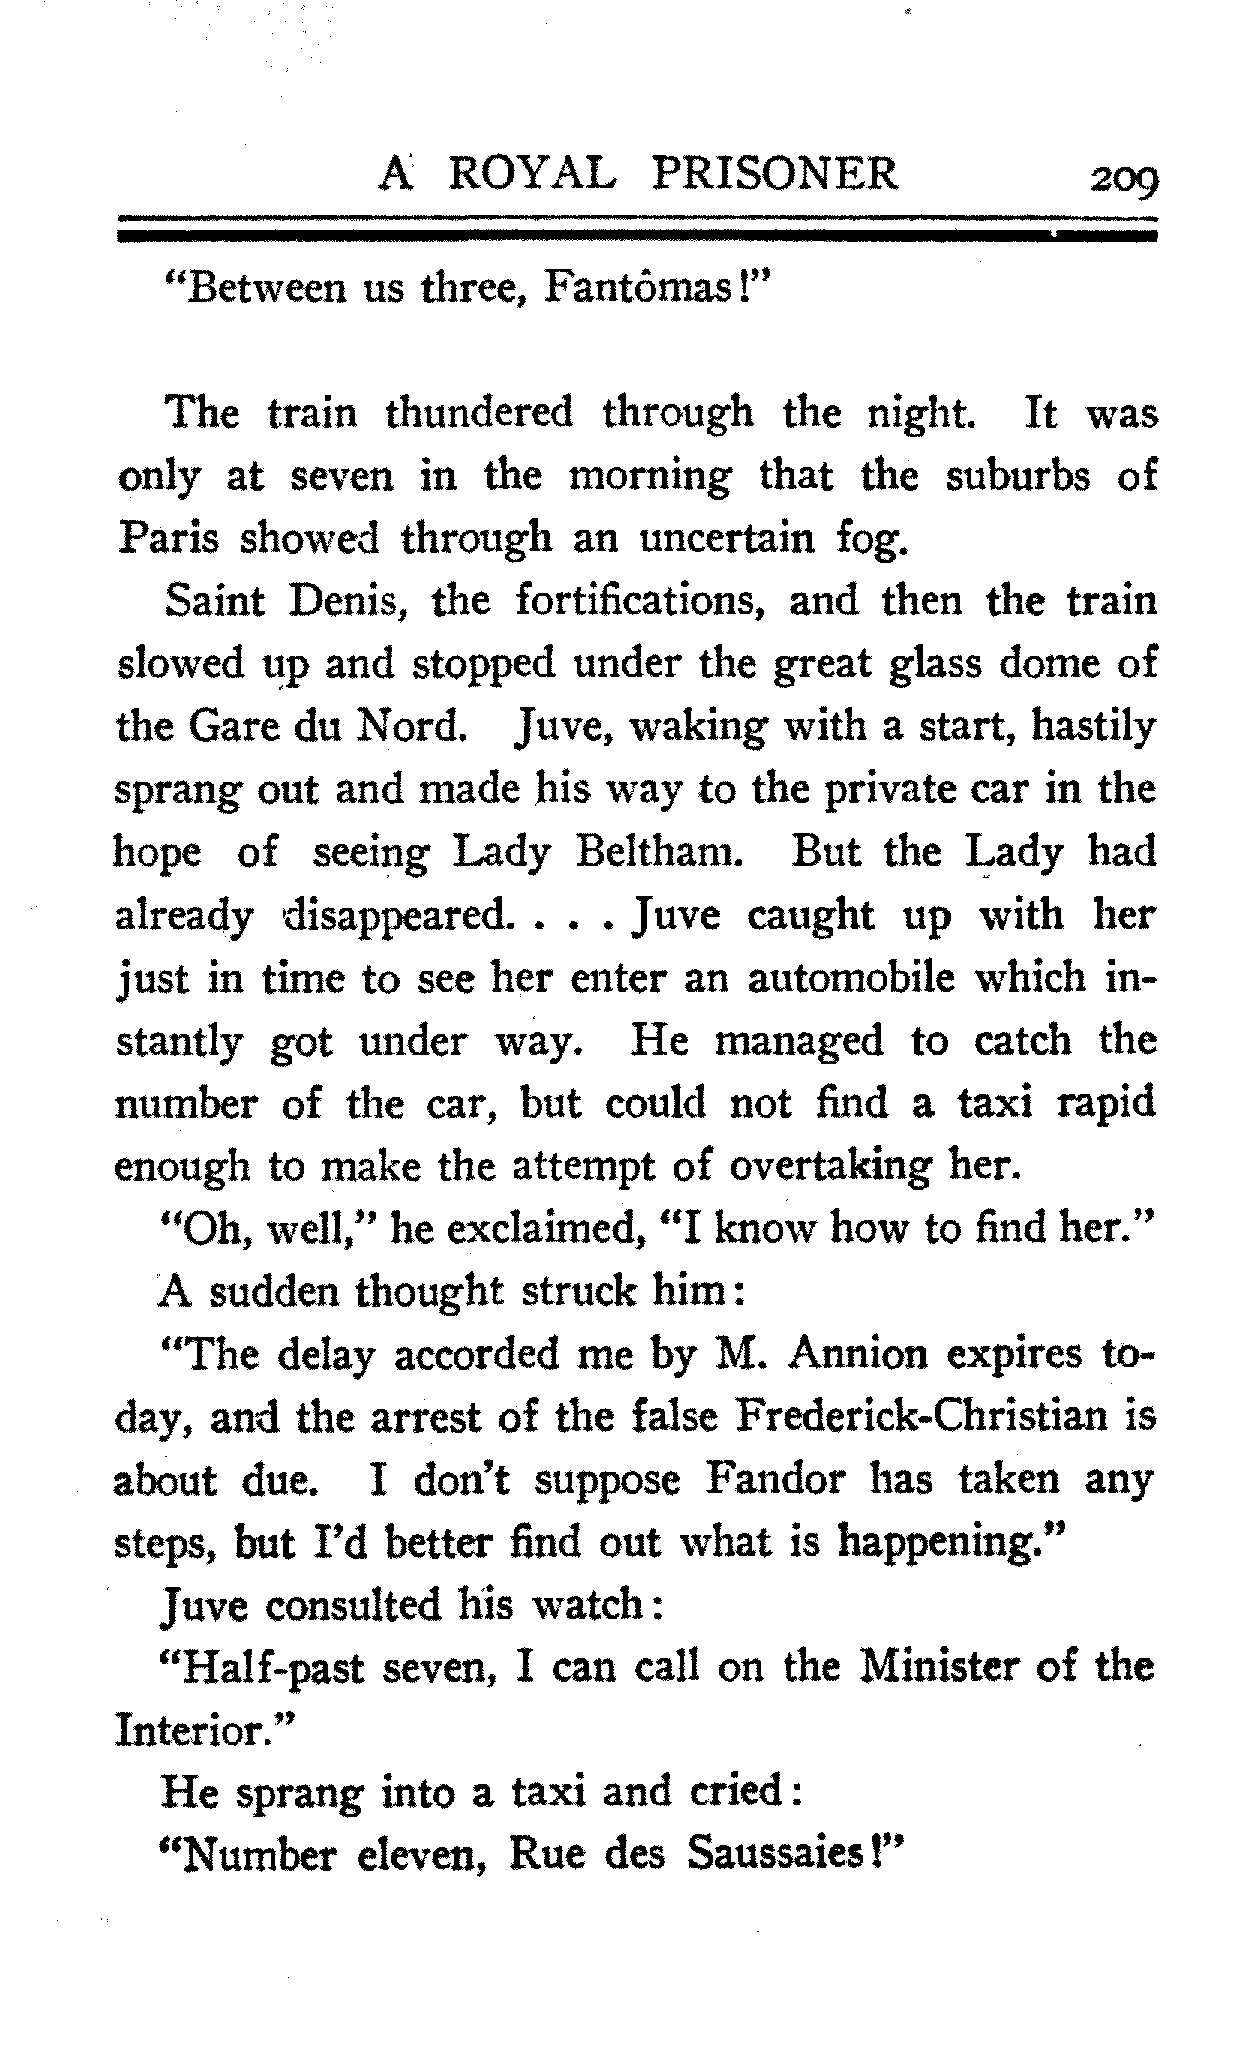 A ROYAL PRISONER 209
“Between us three, Fantômas!”
The train thundered through the night. It was
only at seven in the morning that the suburbs of
Paris showed through an uncertain fog.
Saint Denis, the fortifications, and then the train
slowed up and stopped under the great glass dome of
the Gare du Nord. Juve, waking with a start, hastily
sprang out and made his way to the private car in the
hope of seeing Lady Beltham. But the Lady had
already disappeared. . . . Juve caught up with her
just in time to see her enter an automobile which in-
stantly got under way. He managed to catch the
number of the car, but could not find a taxi rapid
enough to make the attempt of overtaking her.
“Oh, well,” he exclaimed, “I know how to find her.”
A sudden thought struck him:
“The delay accorded me by M. Annion expires to-
day, and the arrest of the false Frederick-Christian is
about due. I don’t suppose Fandor has taken any
steps, but I’d better find out what is happening.”
Juve consulted his watch:
“Half-past seven, I can call on the Minister of the
Interior.”
He sprang into a taxi and cried:
“Number eleven, Rue des Saussaies!”